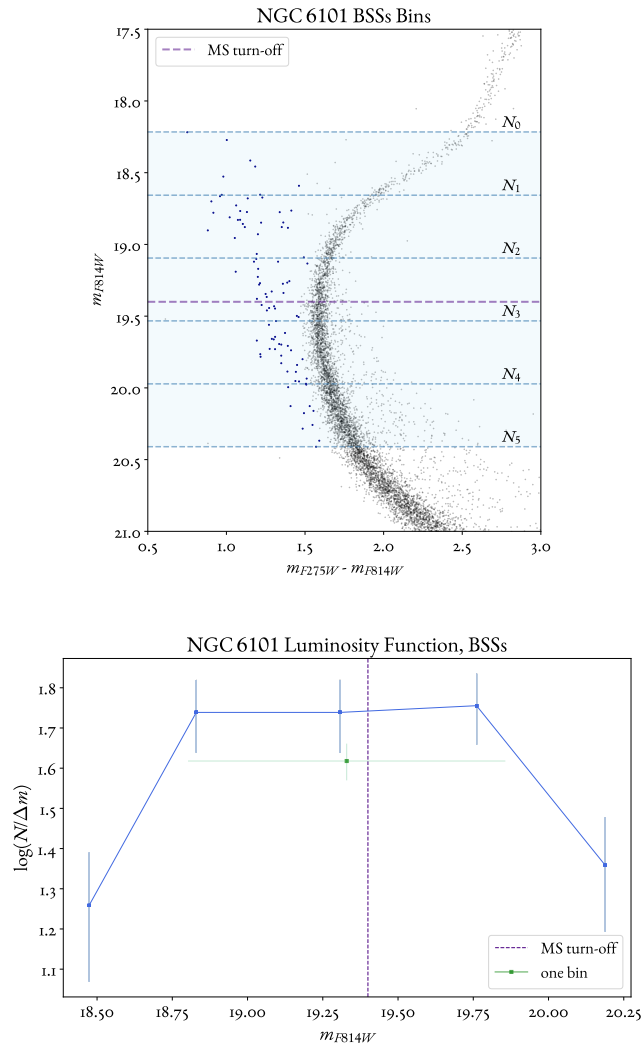 NGC 6101 BSSs Bins
MS turn-off
17.5
18.0
18.5
19.0
19.5
20.0
20.5
21.0
N0
N1
N2
N3
N4
N5
mF814W
0.5 1.0 1.5 2.0 2.5 3.0
mF275W - mF814W
NGC 6101 Luminosity Function, BSSs
1.8
1.7
1.6
1.5
1.4
1.3
1.2
1.1
log(N/Δm)
MS turn-off
one bin
18.50 18.75 19.00 19.25 19.50 19.75 20.00 20.25
mF814W